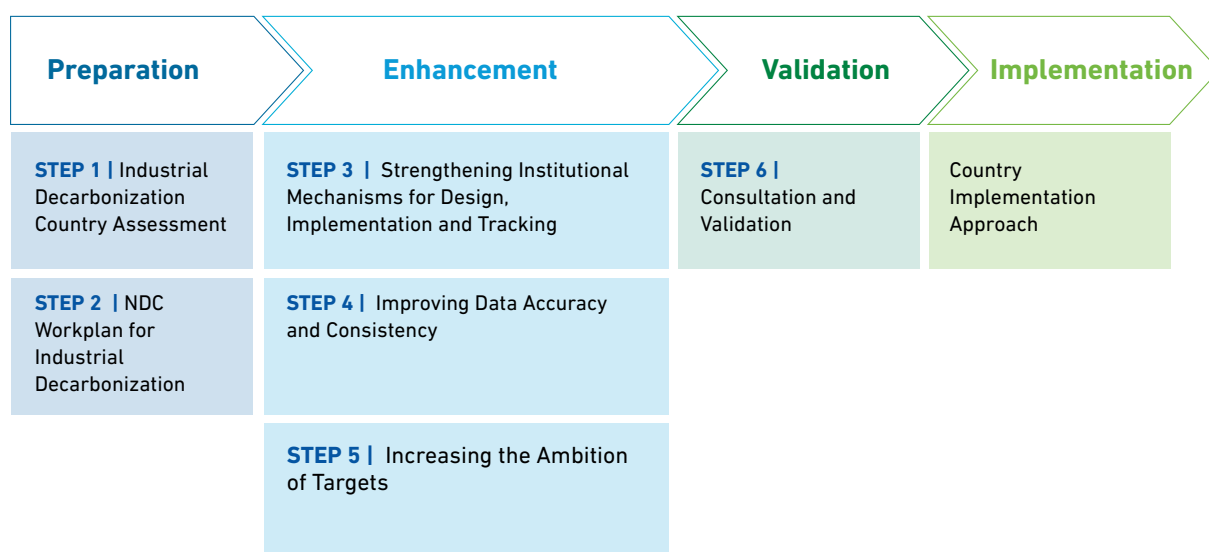 Preparation
Enhancement
Validation
Implementation
STEP 1 | Industrial
Decarbonization
Country Assessment
STEP 2 | NDC
Workplan for
Industrial
Decarbonization
STEP 3 | Strengthening Institutional
Mechanisms for Design,
Implementation and Tracking
STEP 4 | Improving Data Accuracy
and Consistency
STEP 5 | Increasing the Ambition
of Targets
STEP 6 |
Consultation and
Validation
Country
Implementation
Approach